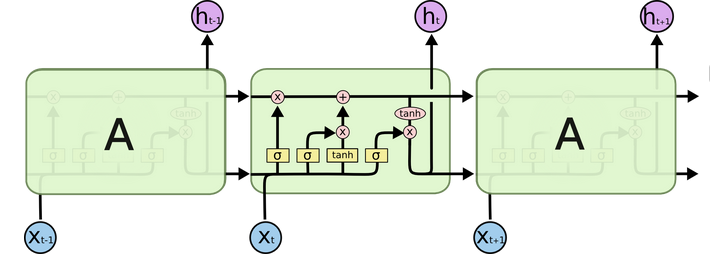 h t-1
h t
h t+1
x +
tanh
A
x x
A
σ σ tanh σ
X t-1
X t
X t+1